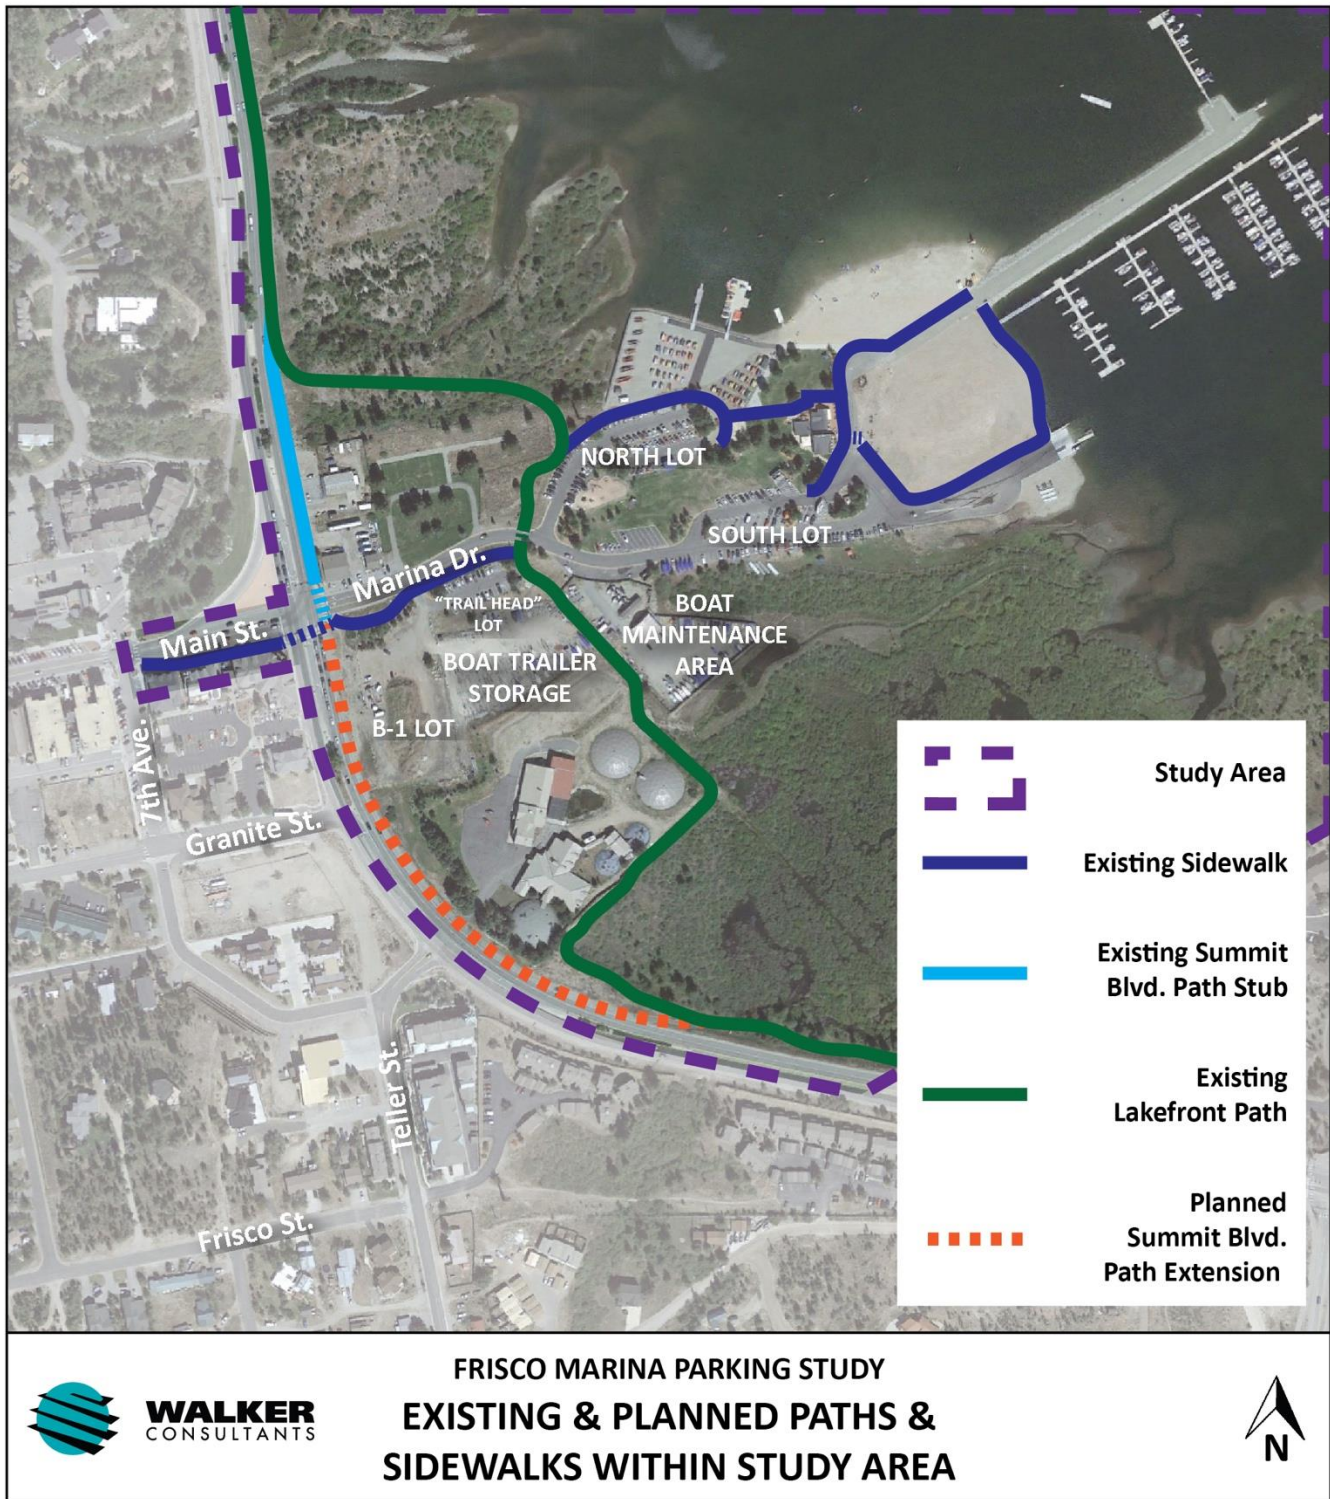 NORTH LOT
SOUTH LOT
Marina Dr.
"TRAIL HEAD"
LOT
BOAT
MAINTENANCE
AREA
Main St.
BOAT TRAILER
STORAGE
B-1 LOT
7th Ave.
Granite St.
Teller St.
Frisco St.
Study Area
Existing Sidewalk
Existing Summit
Blvd. Path Stub
Existing
Lakefront Path
Planned
Summit Blvd.
Path Extension
WALKER
CONSULTANTS
FRISCO MARINA PARKING STUDY
EXISTING & PLANNED PATHS &
SIDEWALKS WITHIN STUDY AREA
N